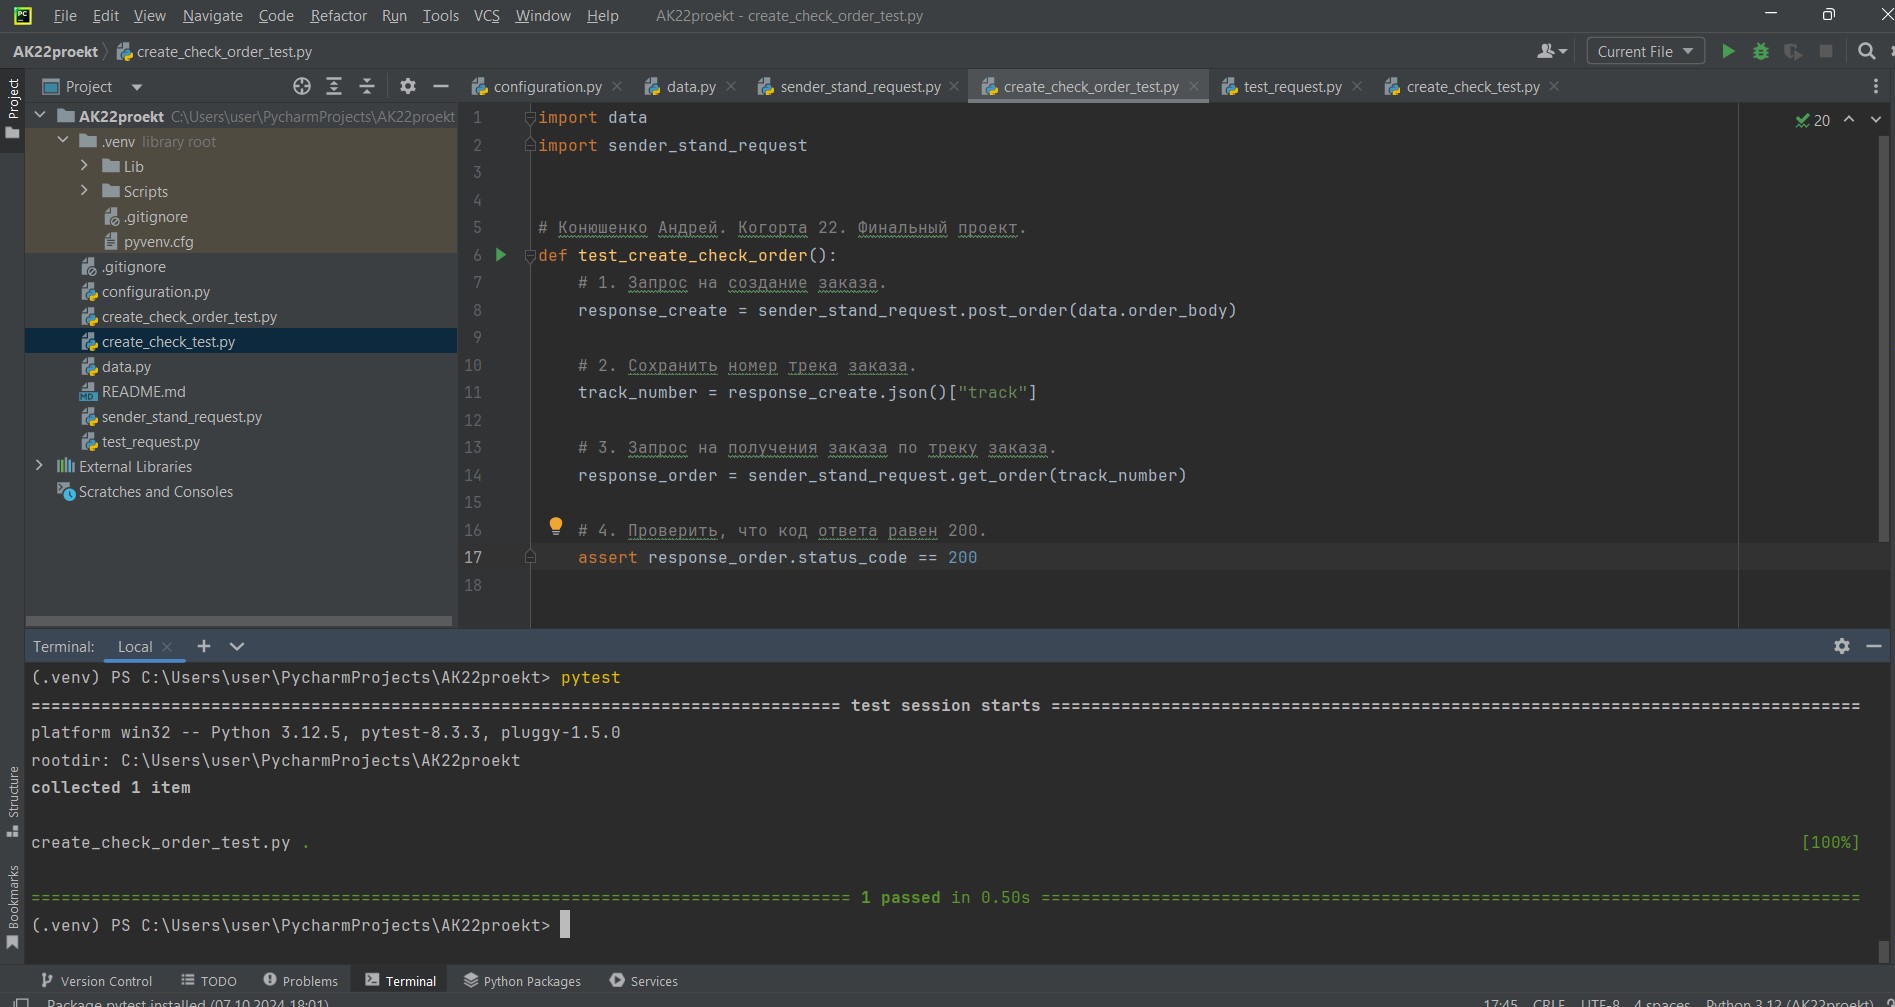 File Edit View Navigate Code Refactor Run Tools VCS Window Help AK22proekt - create_check_order_test.py
AK22proekt create_check_order_test.py Current File
Project
configuration.py data.py sender_stand_request.py create_check_order_test.py test_request.py create_check_test.py
Project
AK22proekt C:\Users\user\PycharmProjects\AK22proekt
.venv library root
Lib
Scripts
.gitignore
pyvenv.cfg
.gitignore
configuration.py
create_check_order_test.py
create_check_test.py
data.py
README.md
sender_stand_request.py
test_request.py
External Libraries
Scratches and Consoles
20
1 import data
2 import sender_stand_request
3
4
5 # Конюшенко Андрей. Когорта 22. Финальный проект.
6 def test_create_check_order():
7 # 1. Запрос на создание заказа.
8 response_create = sender_stand_request.post_order(data.order_body)
9
10 # 2. Сохранить номер трека заказа.
11 track_number = response_create.json()["track"]
12
13 # 3. Запрос на получения заказа по треку заказа.
14 response_order = sender_stand_request.get_order(track_number)
15
16 # 4. Проверить, что код ответа равен 200.
17 assert response_order.status_code == 200
18
Terminal: Local
(.venv) PS C:\Users\user\PycharmProjects\AK22proekt> pytest
================================================================================= test session starts =================================================================================
platform win32 -- Python 3.12.5, pytest-8.3.3, pluggy-1.5.0
rootdir: C:\Users\user\PycharmProjects\AK22proekt
collected 1 item
create_check_order_test.py . [100%]
================================================================================== 1 passed in 0.50s ==================================================================================
(.venv) PS C:\Users\user\PycharmProjects\AK22proekt>
Structure
Bookmarks
Version Control TODO Problems Terminal Python Packages Services
Package pytest installed (07.10.2024 18:01) 17:45 CRLF UTF-8 4 spaces Python 3.12 (AK22proekt)